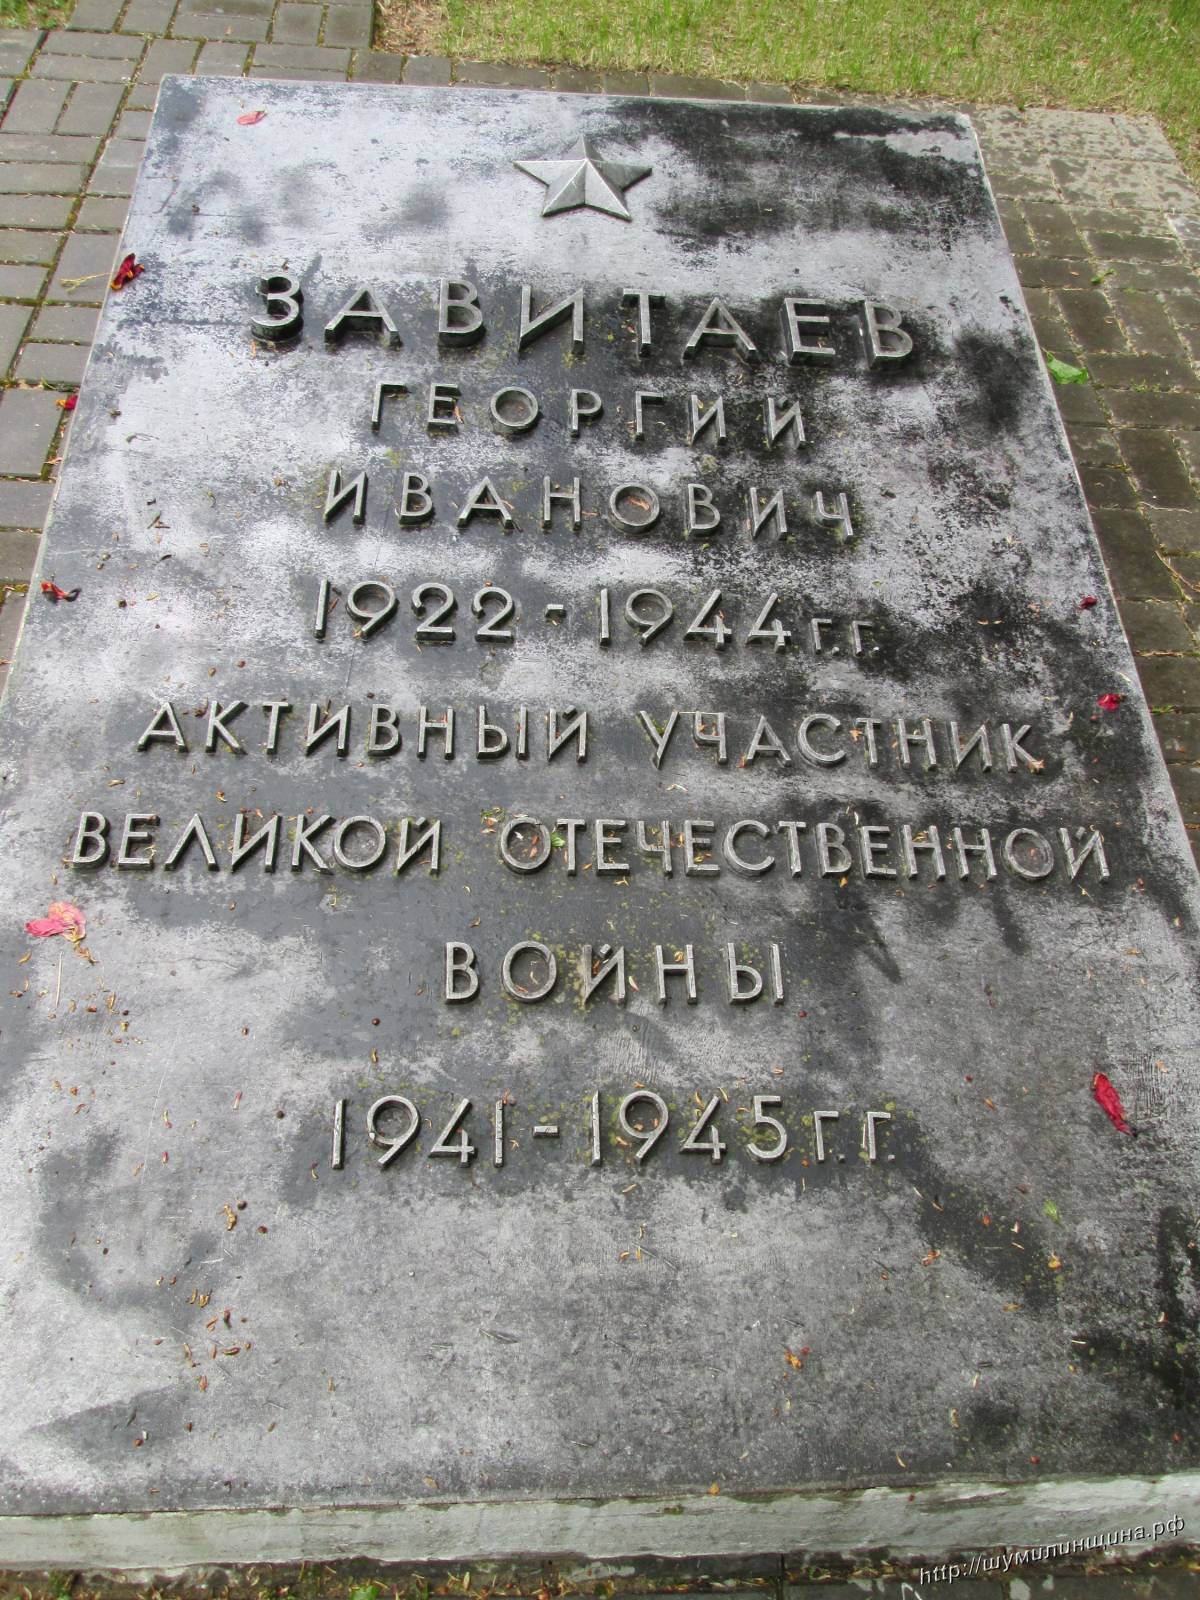 ЗАВИТАЕВ
ГЕОРГИЙ
ИВАНОВИЧ
1922-1944г.г.
АКТИВНЫЙ УЧАСТНИК
ВЕЛИКОЙ ОТЕЧЕСТВЕННОЙ
ВОЙНЫ
1941-1945г.г.
http://шумилинщина.рф